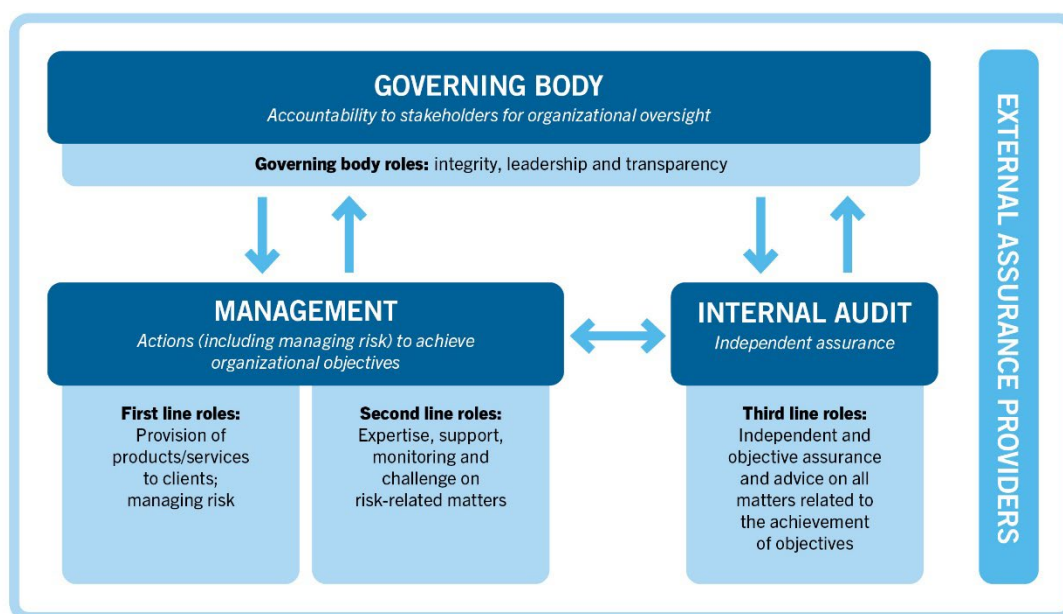 GOVERNING BODY
Accountability to stakeholders for organizational oversight
Governing body roles: integrity, leadership and transparency
MANAGEMENT
Actions (including managing risk) to achieve
organizational objectives
First line roles:
Provision of
products/services
to clients;
managing risk
Second line roles:
Expertise, support,
monitoring and
challenge on
risk-related matters
INTERNAL AUDIT
Independent assurance
Third line roles:
Independent and
objective assurance
and advice on all
matters related to
the achievement
of objectives
EXTERNAL ASSURANCE PROVIDERS